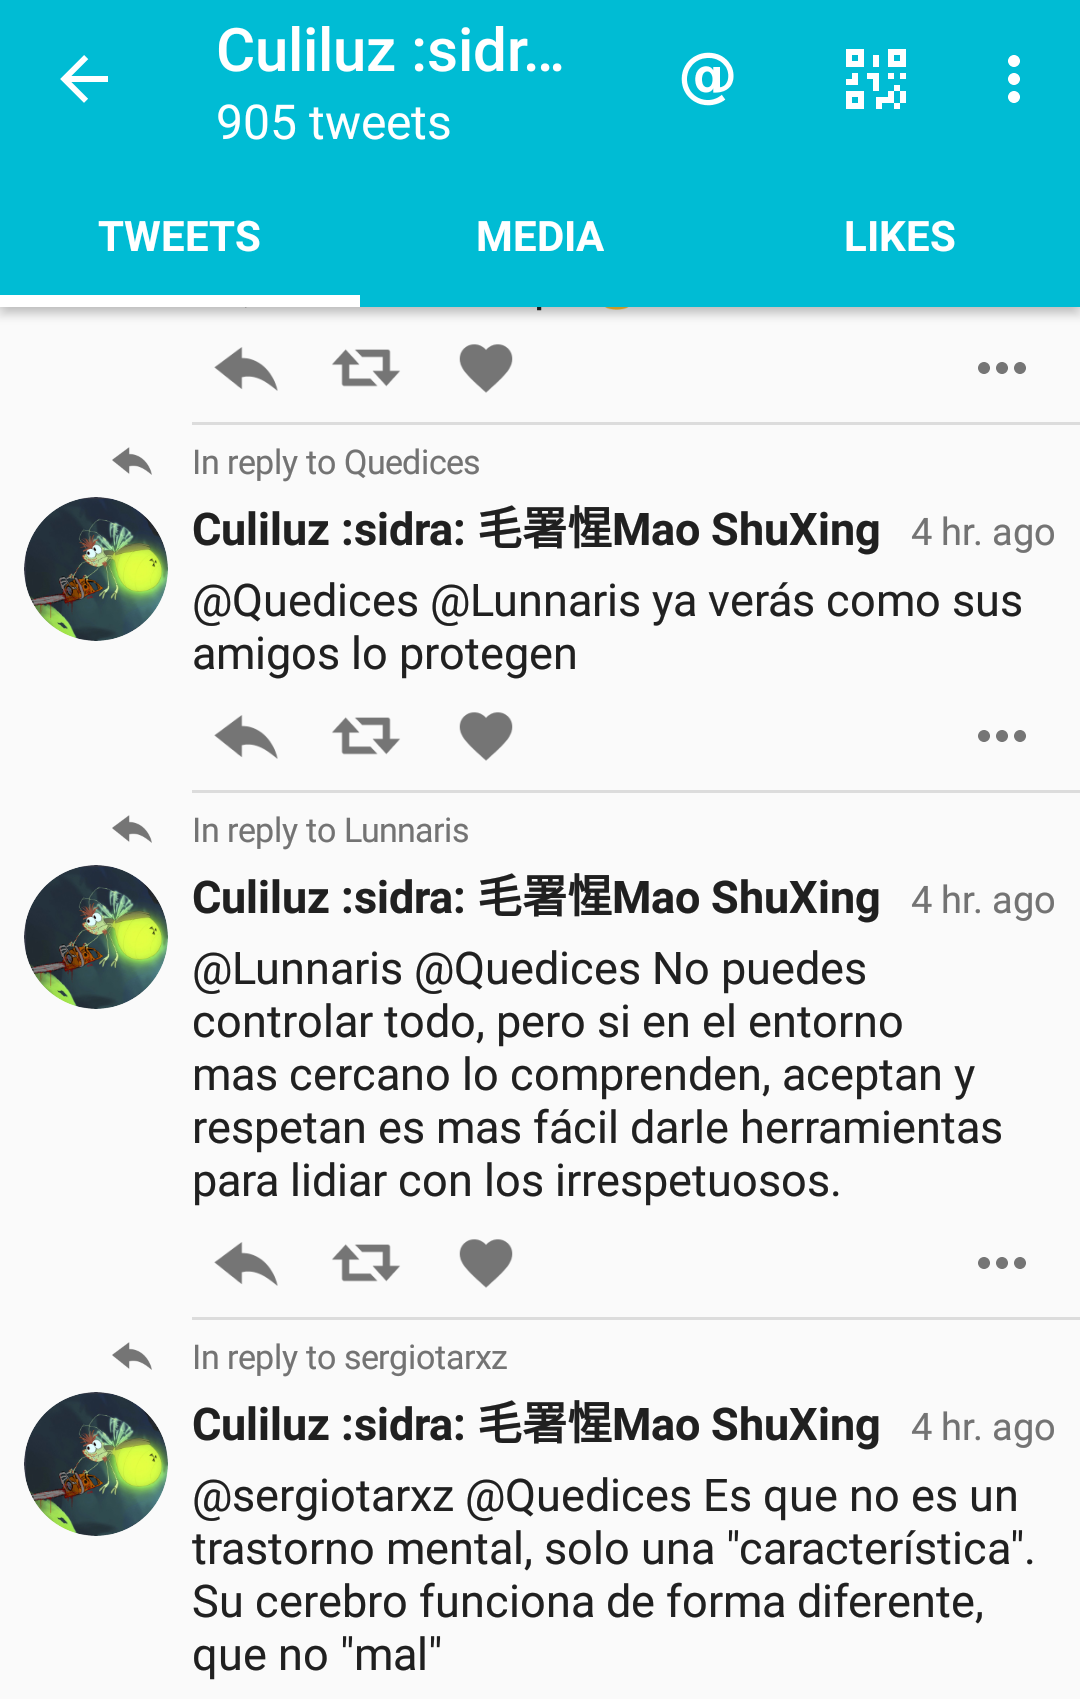 Culiluz :sidr...
905 tweets
@
TWEETS
MEDIA
LIKES
In reply to Quedices
Culiluz :sidra: 毛署惺Mao ShuXing 4 hr. ago
@Quedices @Lunnaris ya verás como sus
amigos lo protegen
In reply to Lunnaris
Culiluz :sidra: 毛署惺Mao ShuXing 4 hr. ago
@Lunnaris @Quedices No puedes
controlar todo, pero si en el entorno
mas cercano lo comprenden, aceptan y
respetan es mas fácil darle herramientas
para lidiar con los irrespetuosos.
In reply to sergiotarxz
Culiluz :sidra: 毛署惺Mao ShuXing 4 hr. ago
@sergiotarxz @Quedices Es que no es un
trastorno mental, solo una "característica".
Su cerebro funciona de forma diferente,
que no "mal"